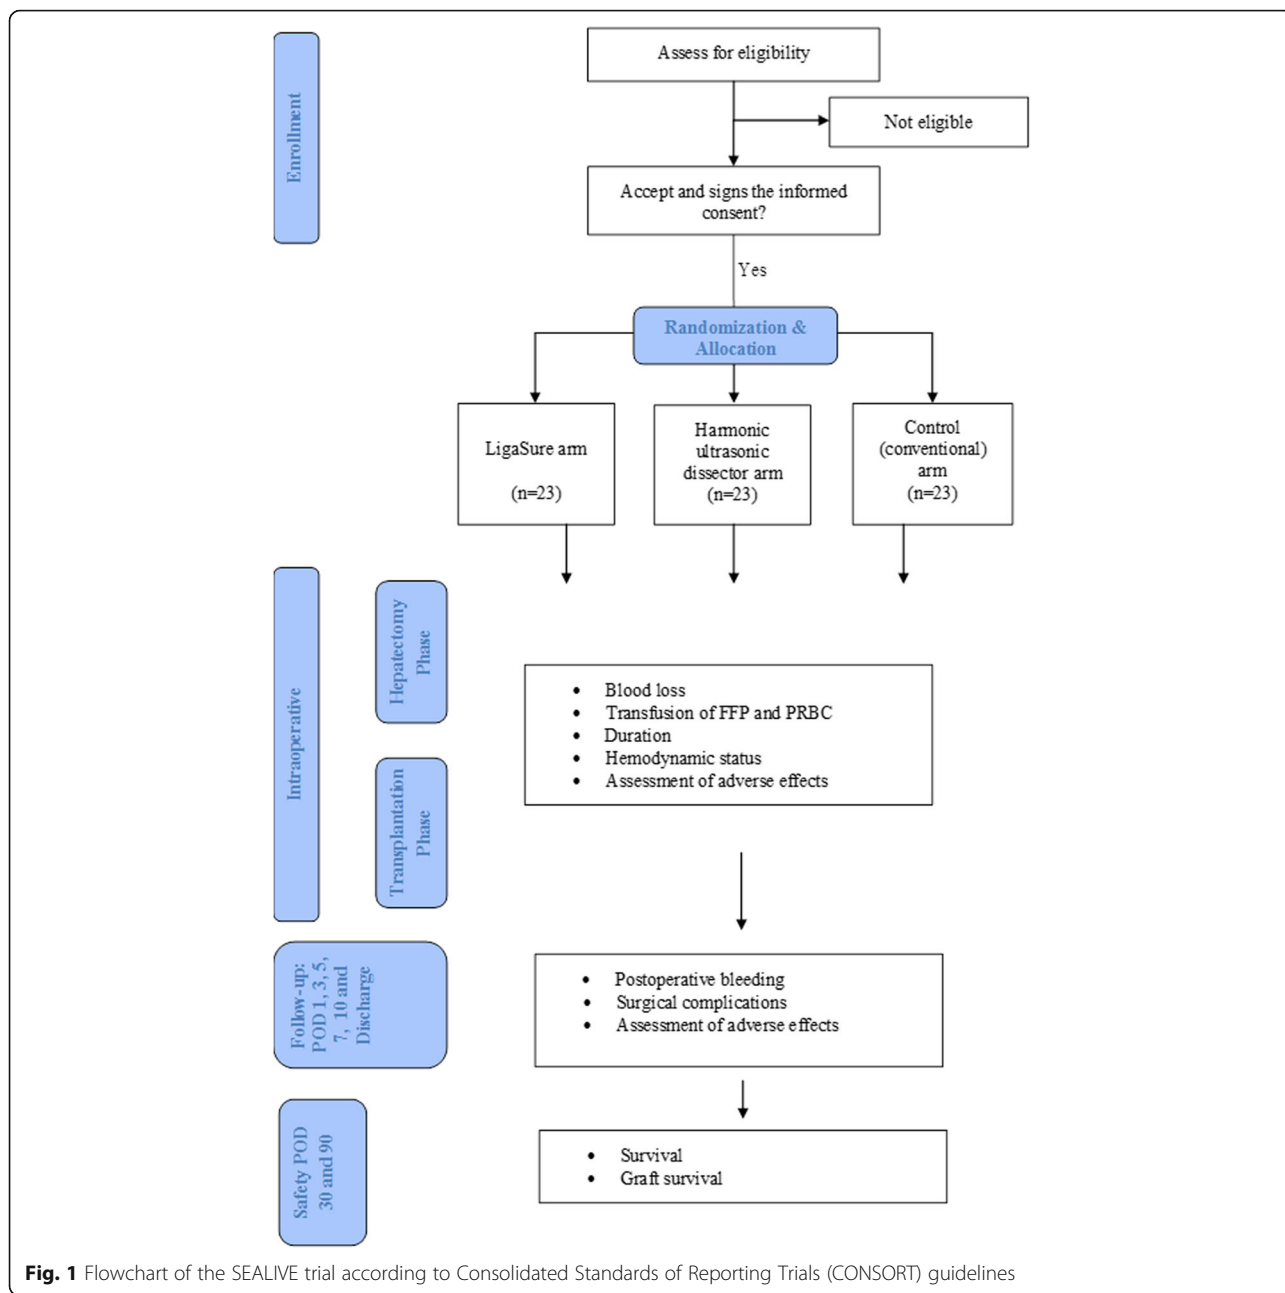 Enrollment
Assess for eligibility
Not eligible
Accept and signs the informed
consent?
Yes
Randomization &
Allocation
LigaSure arm
(n=23)
Harmonic
ultrasonic
dissector arm
(n=23)
Control
(conventional)
arm
(n=23)
Intraoperative
Hepatectomy
Phase
Transplantation
Phase
• Blood loss
• Transfusion of FFP and PRBC
• Duration
• Hemodynamic status
• Assessment of adverse effects
Follow-up:
POD 1, 3, 5,
7, 10 and
Discharge
• Postoperative bleeding
• Surgical complications
• Assessment of adverse effects
Safety POD
30 and 90
• Survival
• Graft survival
Fig. 1 Flowchart of the SEALIVE trial according to Consolidated Standards of Reporting Trials (CONSORT) guidelines